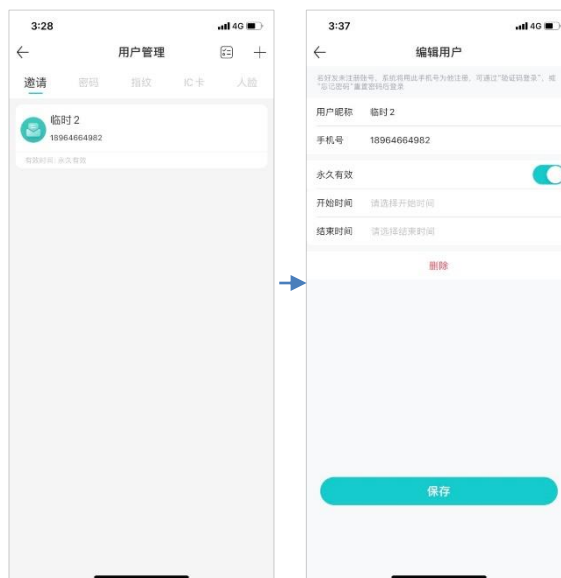 3:28
4G
用户管理
邀请
密码
指纹
IC卡
人脸
临时2
18964664982
有效时间: 永久有效
3:37
4G
编辑用户
若好友未注册账号，系统将用此手机号为他注册，可通过“验证码登录”，或
“忘记密码”重置密码后登录
用户昵称 临时2
手机号 18964664982
永久有效
开始时间 请选择开始时间
结束时间 请选择结束时间
删除
保存